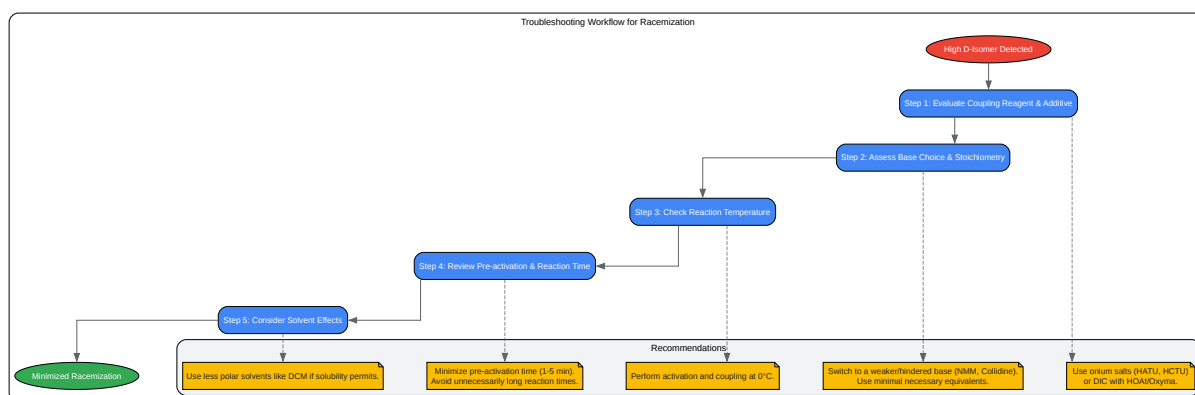 Troubleshooting Workflow for Racemization
High D-Isomer Detected
Step 1: Evaluate Coupling Reagent & Additive
Step 2: Assess Base Choice & Stoichiometry
Step 3: Check Reaction Temperature
Step 4: Review Pre-activation & Reaction Time
Step 5: Consider Solvent Effects
Minimized Racemization
Recommendations
Use less polar solvents like DCM if solubility permits.
Minimize pre-activation time (1-5 min).
Avoid unnecessarily long reaction times.
Perform activation and coupling at 0°C.
Switch to a weaker/hindered base (NMM, Collidine).
Use minimal necessary equivalents.
Use onium salts (HATU, HCTU)
or DIC with HOAt/Oxyma.